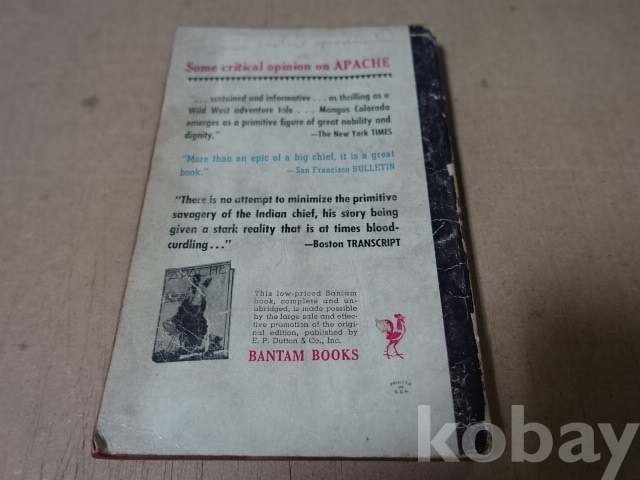 Some critical opinion on APACHE
". . . sustained and informative . . . as thrilling as a
Wild West adventure tale . . . Mangus Colorado
emerges as a primitive figure of great nobility and
dignity."
—The New York TIMES
"More than an epic of a big chief, it is a great
book."
—San Francisco BULLETIN
"There is no attempt to minimize the primitive
savagery of the Indian chief, his story being
given a stark reality that is at times blood-
curdling . . ."
—Boston TRANSCRIPT
APACHE
This low-priced Bantam
book, complete and un-
abridged, is made possible
by the large sale and effec-
tive promotion of the origi-
nal edition, published by
E. P. Dutton & Co., Inc.
BANTAM BOOKS
PRINTED
IN
U.S.A.
kobay